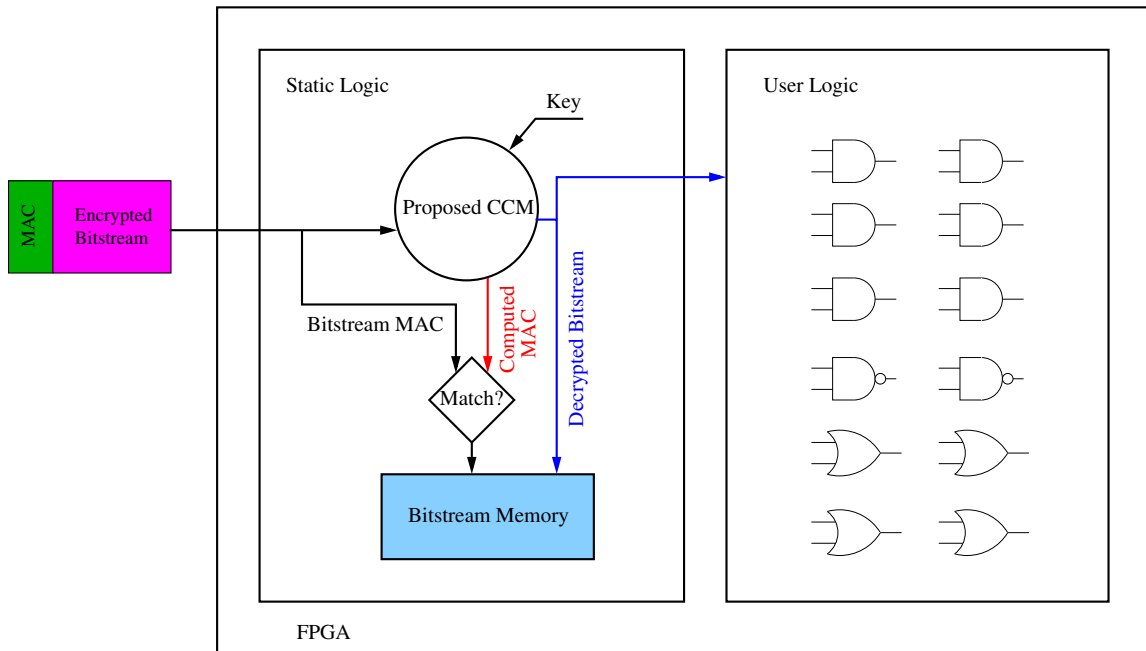 Static Logic
User Logic
Key
MAC
Encrypted
Bitstream
Proposed CCM
Bitstream MAC
Computed
MAC
Decrypted Bitstream
Match?
Bitstream Memory
FPGA